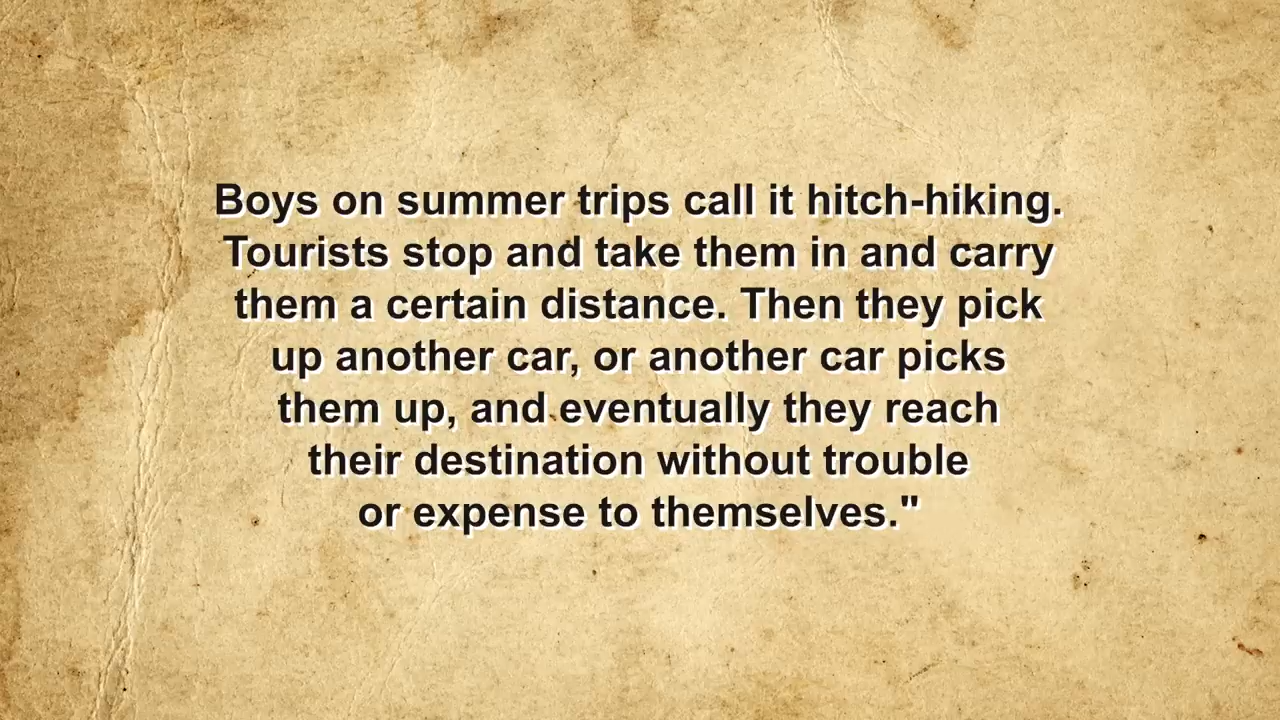 Boys on summer trips call it hitch-hiking.
Tourists stop and take them in and carry
them a certain distance. Then they pick
up another car, or another car picks
them up, and eventually they reach
their destination without trouble
or expense to themselves."